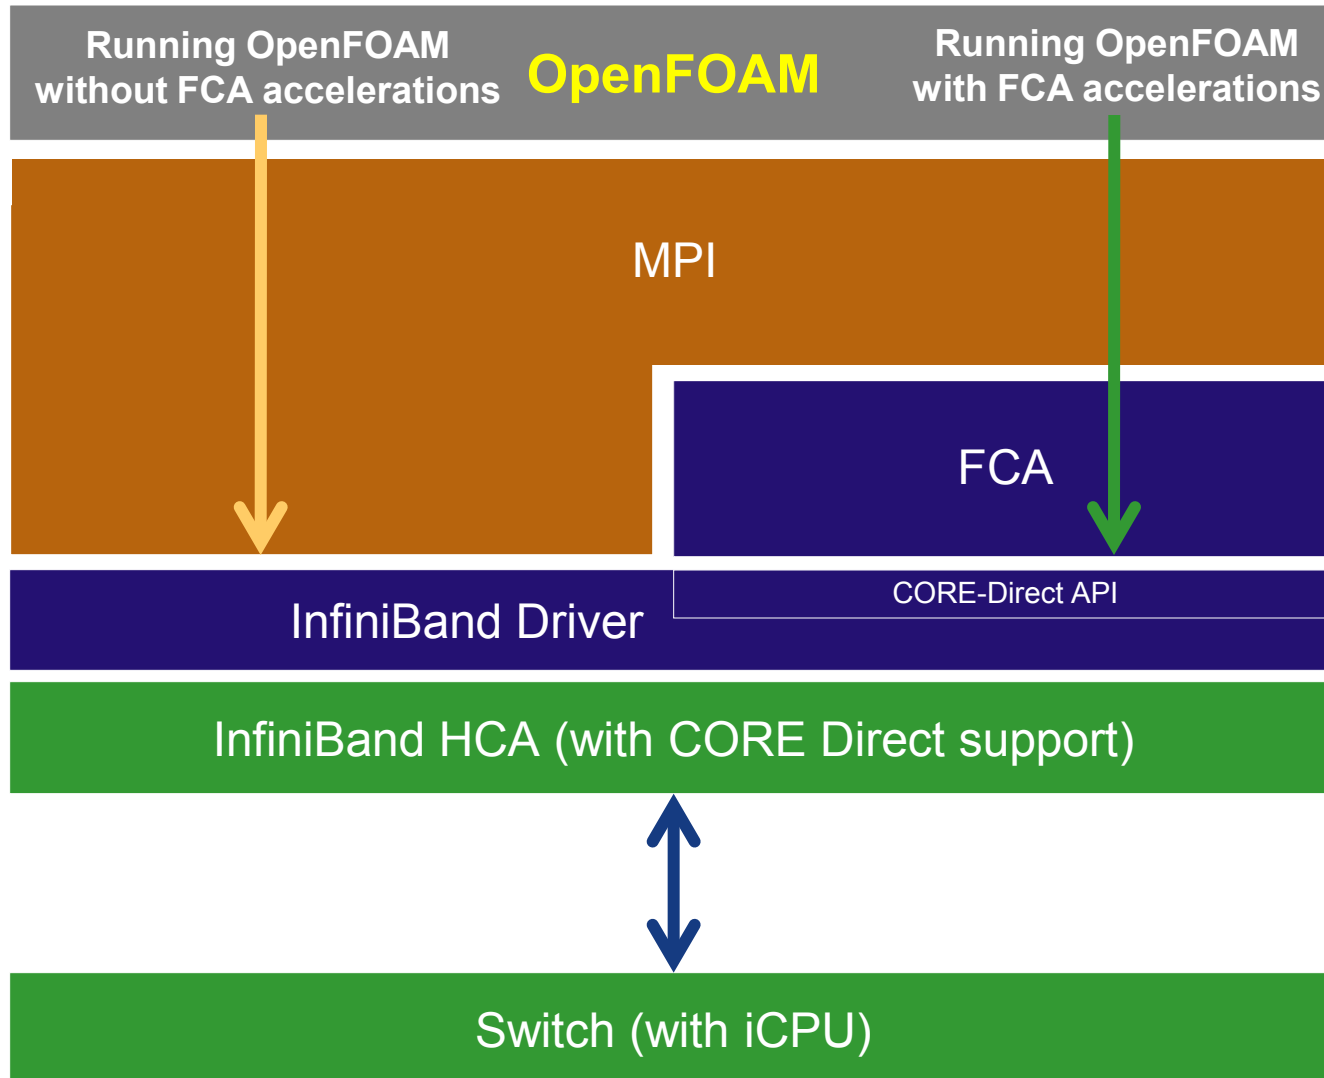 Running OpenFOAM
without FCA accelerations
OpenFOAM
Running OpenFOAM
with FCA accelerations
MPI
FCA
CORE-Direct API
InfiniBand Driver
InfiniBand HCA (with CORE Direct support)
Switch (with iCPU)